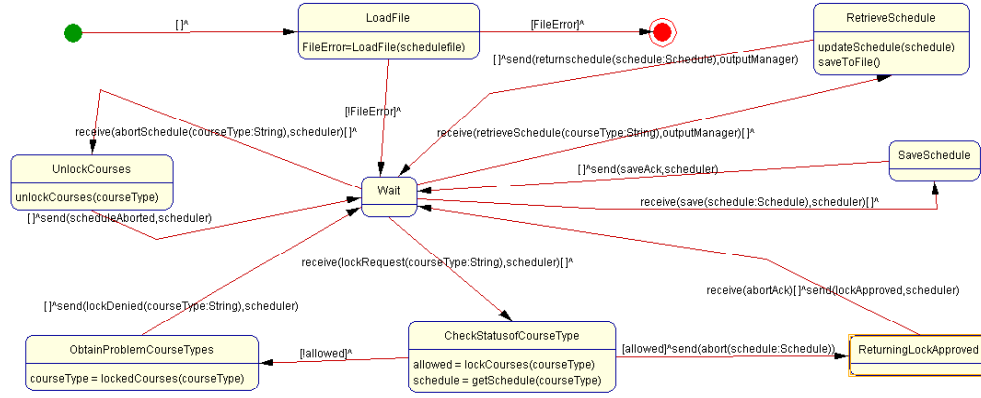 LoadFile
RetrieveSchedule
[ ]^
[FileError]^
FileError=LoadFile(schedulefile)
updateSchedule(schedule)
saveToFile()
[ ]^send(returnschedule(schedule:Schedule),outputManager)
[!FileError]^
receive(abortSchedule(courseType:String),scheduler)[ ]^
receive(retrieveSchedule(courseType:String),outputManager)[ ]^
UnlockCourses
unlockCourses(courseType)
SaveSchedule
[ ]^send(saveAck,scheduler)
Wait
receive(save(schedule:Schedule),scheduler)[ ]^
[ ]^send(scheduleAborted,scheduler)
receive(lockRequest(courseType:String),scheduler)[ ]^
receive(abortAck)[ ]^send(lockApproved,scheduler)
[ ]^send(lockDenied(courseType:String),scheduler)
ObtainProblemCourseTypes
courseType = lockedCourses(courseType)
[!allowed]^
CheckStatusofCourseType
allowed = lockCourses(courseType)
schedule = getSchedule(courseType)
[allowed]^send(abort(schedule:Schedule))
ReturningLockApproved